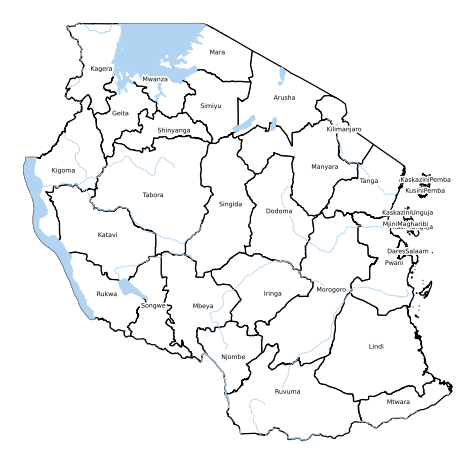 Mara
Kagera
Mwanza
Arusha
Simiyu
Geita
Shinyanga
Kilimanjaro
Manyara
Kigoma
Tanga
KaskaziniPemba
KusiniPemba
Tabora
Singida
Dodoma
KaskaziniUnguja
MjiniMagharibi
Katavi
DaresSalaam
Pwani
Rukwa
Songwe
Mbeya
Iringa
Morogoro
Lindi
Njombe
Ruvuma
Mtwara